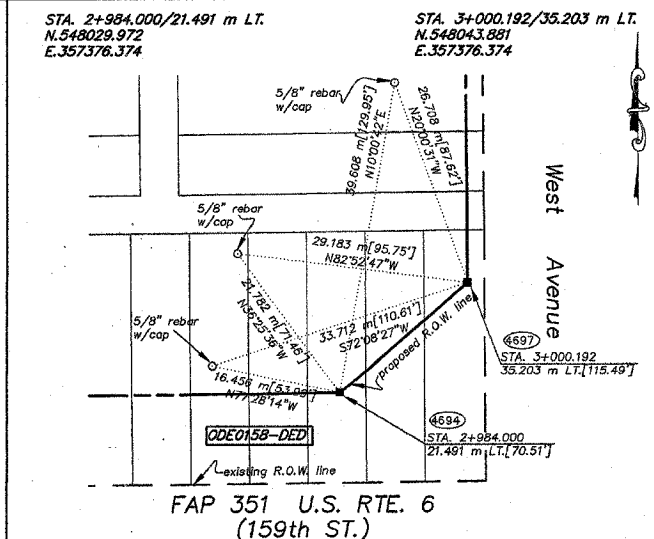 STA. 2+984.000/21.491 m LT.
N.548029.972
E.357376.374
STA. 3+000.192/35.203 m LT.
N.548043.881
E.357376.374
5/8" rebar
w/cap
39.608 m[129.95']
N10°00'42"E
26.708 m[87.62']
N20°00'31"W
West Avenue
5/8" rebar
w/cap
29.183 m[95.75']
N82°52'47"W
21.782 m[71.46']
N36°25'36"W
33.712 m[110.61']
S72°08'27"W
5/8" rebar
w/cap
16.456 m[53.99']
N77°28'14"W
proposed R.O.W. line
4697
STA. 3+000.192
35.203 m LT.[115.49']
4694
STA. 2+984.000
21.491 m LT.[70.51']
ODE0158-DED
existing R.O.W. line
FAP 351 U.S. RTE. 6
(159th ST.)